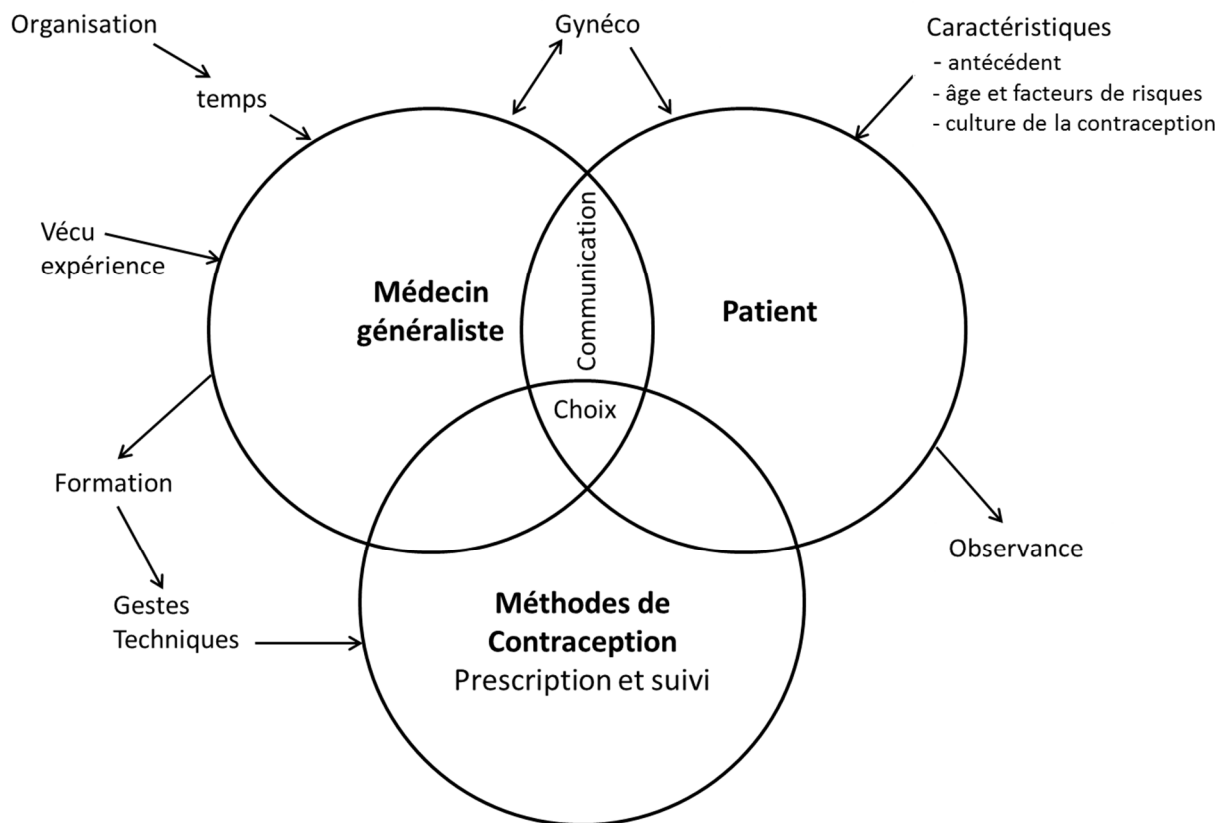 Organisation
temps
Gynéco
Caractéristiques
- antécédent
- âge et facteurs de risques
- culture de la contraception
Vécu
expérience
Communication
Médecin
généraliste
Patient
Choix
Formation
Observance
Gestes
Techniques
Méthodes de
Contraception
Prescription et suivi